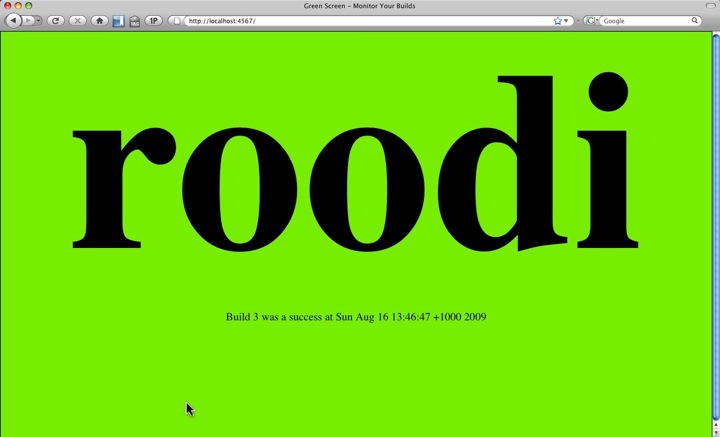 Green Screen – Monitor Your Builds
1P
http://localhost:4567/
Google
roodi
Build 3 was a success at Sun Aug 16 13:46:47 +1000 2009